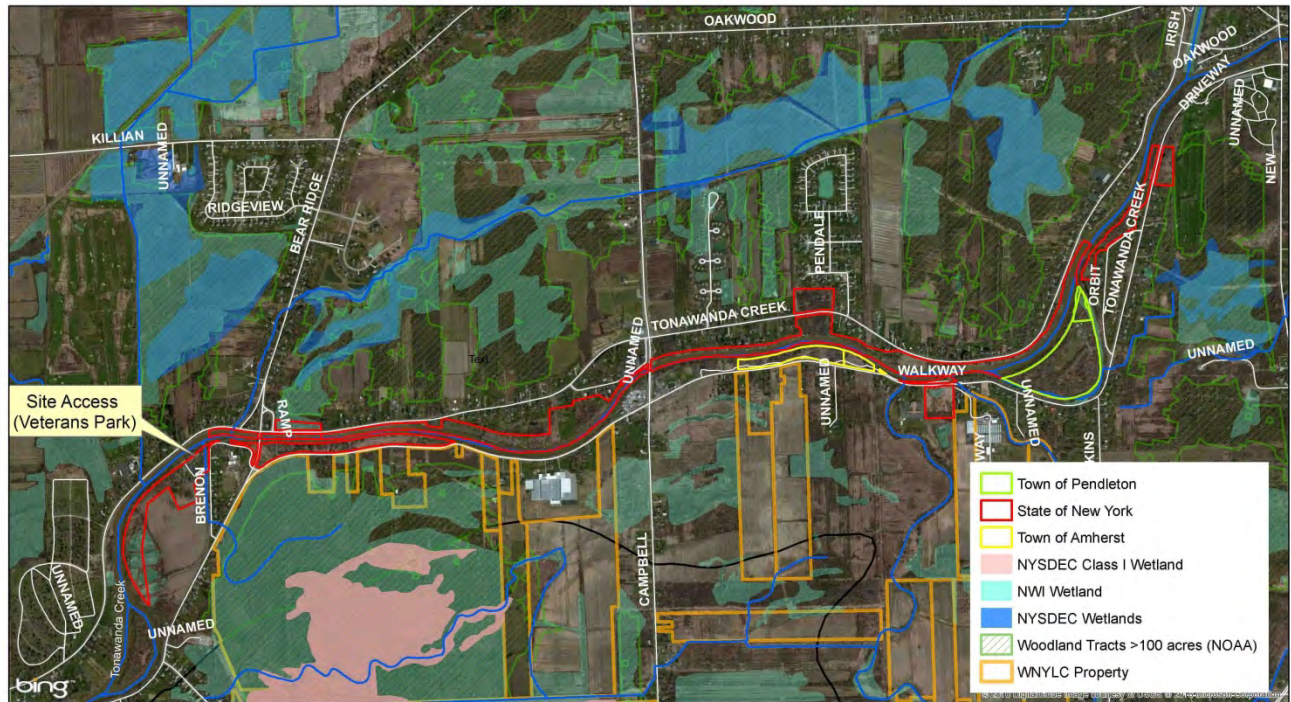 OAKWOOD
IRISH
OAKWOOD
DRIVEWAY
UNNAMED
NEW
KILLIAN
UNNAMED
RIDGEVIEW
BEAR RIDGE
PENDALE
ORBIT
TONAWANDA CREEK
TONAWANDA CREEK
Text
UNNAMED
UNNAMED
WALKWAY
UNNAMED
UNNAMED
Site Access
(Veterans Park)
RAMP
BRENON
WAY
KINS
CAMPBELL
UNNAMED
Tonawanda Creek
UNNAMED
Town of Pendleton
State of New York
Town of Amherst
NYSDEC Class I Wetland
NWI Wetland
NYSDEC Wetlands
Woodland Tracts >100 acres (NOAA)
WNYLC Property
bing